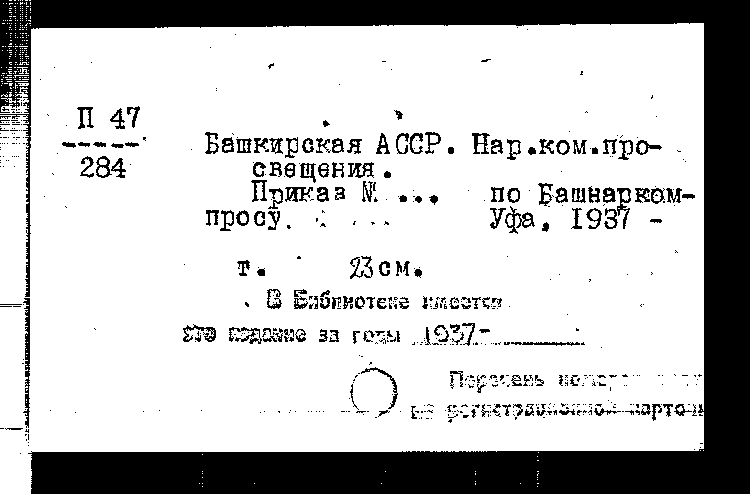 П 47
-----
284
Башкирская АССР. Нар.ком.про-
свещения.
Приказ № ... по Башнарком-
просу. Уфа. 1937 -
т. 23 см.
В Библиотеке имеется
это издание за годы 1937-
Перечень номеров
на регистрационной карточ